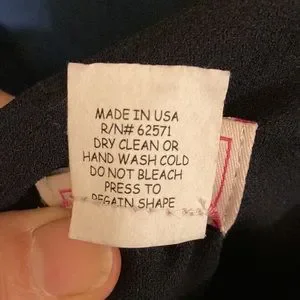 MADE IN USA
R/N# 62571
DRY CLEAN OR
HAND WASH COLD
DO NOT BLEACH
PRESS TO
REGAIN SHAPE